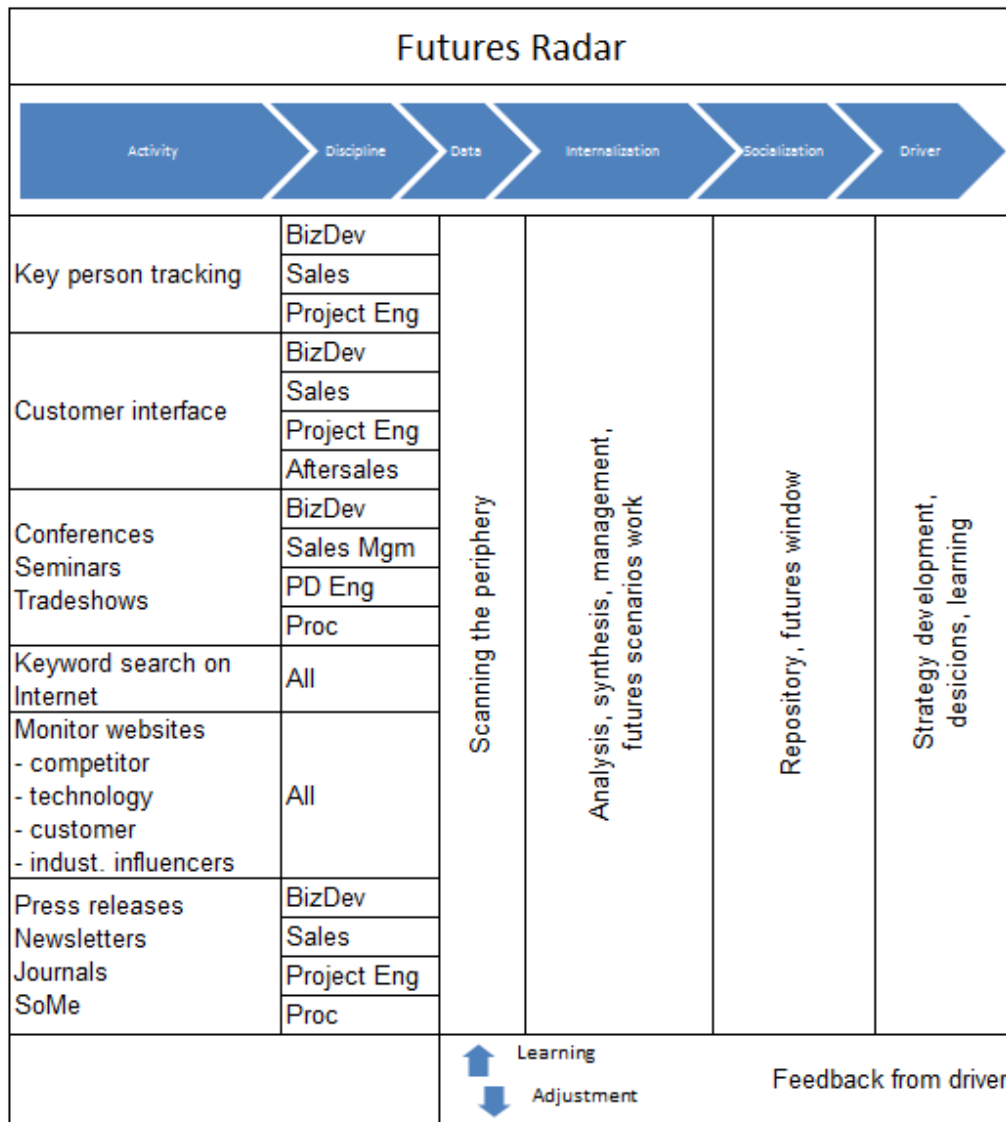 Futures Radar
Activity
Discipline
Data
Internalization
Socialization
Driver
Key person tracking
BizDev
Sales
Project Eng
Customer interface
BizDev
Sales
Project Eng
Aftersales
Conferences
Seminars
Tradeshows
BizDev
Sales Mgm
PD Eng
Proc
Keyword search on
Internet
All
Monitor websites
- competitor
- technology
- customer
- indust. influencers
All
Press releases
Newsletters
Journals
SoMe
BizDev
Sales
Project Eng
Proc
Scanning the periphery
Analysis, synthesis, management,
futures scenarios work
Repository, futures window
Strategy development,
desicions, learning
Learning
Adjustment
Feedback from driver